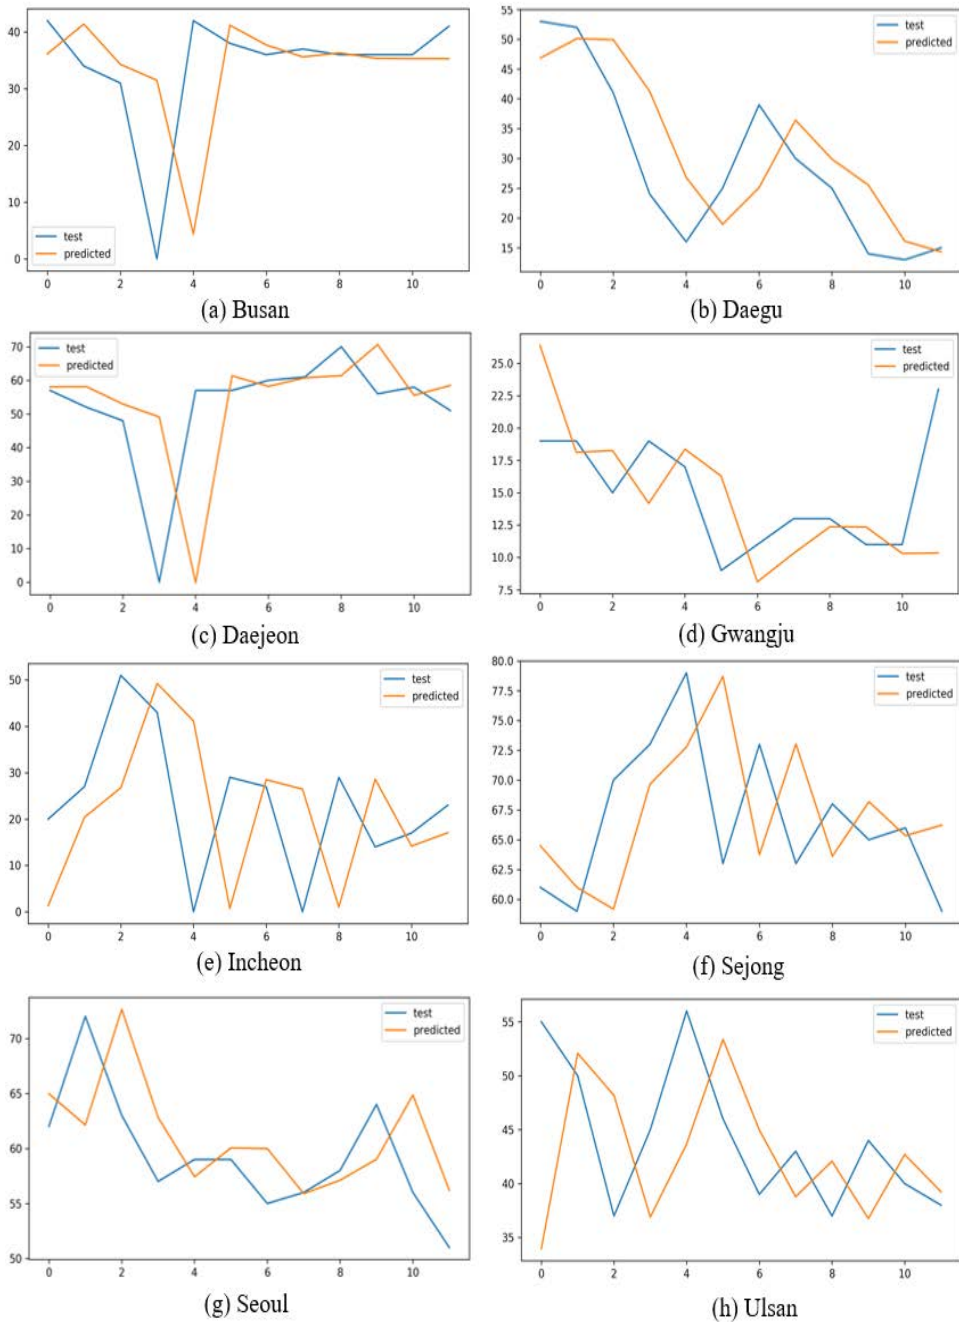 40
30
20
10
0
test
predicted
0 2 4 6 8 10
(a) Busan
55
50
45
40
35
30
25
20
15
test
predicted
0 2 4 6 8 10
(b) Daegu
70
60
50
40
30
20
10
0
test
predicted
0 2 4 6 8 10
(c) Daejeon
25.0
22.5
20.0
17.5
15.0
12.5
10.0
7.5
test
predicted
0 2 4 6 8 10
(d) Gwangju
50
40
30
20
10
0
test
predicted
0 2 4 6 8 10
(e) Incheon
80.0
77.5
75.0
72.5
70.0
67.5
65.0
62.5
60.0
test
predicted
0 2 4 6 8 10
(f) Sejong
70
65
60
55
50
test
predicted
0 2 4 6 8 10
(g) Seoul
55
50
45
40
35
test
predicted
0 2 4 6 8 10
(h) Ulsan